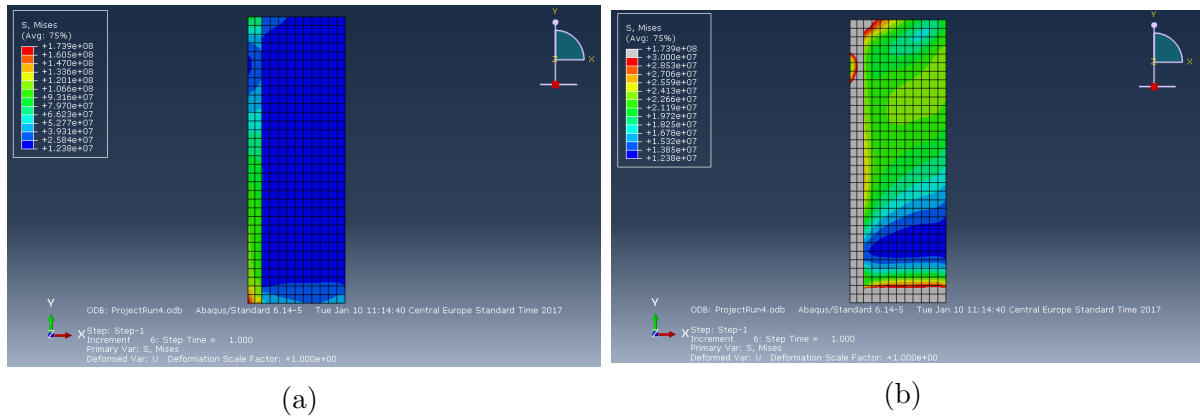 S, Mises
(Avg: 75%)
+1.739e+08
+1.605e+08
+1.470e+08
+1.336e+08
+1.201e+08
+1.066e+08
+9.316e+07
+7.970e+07
+6.623e+07
+5.277e+07
+3.931e+07
+2.584e+07
+1.238e+07
Y
Z
X
Y
Z
X
ODB: ProjectRun4.odb Abaqus/Standard 6.14-5 Tue Jan 10 11:14:40 Central Europe Standard Time 2017
Step: Step-1
Increment 6: Step Time = 1.000
Primary Var: S, Mises
Deformed Var: U Deformation Scale Factor: +1.000e+00
(a)
S, Mises
(Avg: 75%)
+1.739e+08
+3.000e+07
+2.853e+07
+2.706e+07
+2.559e+07
+2.413e+07
+2.266e+07
+2.119e+07
+1.972e+07
+1.825e+07
+1.678e+07
+1.532e+07
+1.385e+07
+1.238e+07
Y
Z
X
Y
Z
X
ODB: ProjectRun4.odb Abaqus/Standard 6.14-5 Tue Jan 10 11:14:40 Central Europe Standard Time 2017
Step: Step-1
Increment 6: Step Time = 1.000
Primary Var: S, Mises
Deformed Var: U Deformation Scale Factor: +1.000e+00
(b)